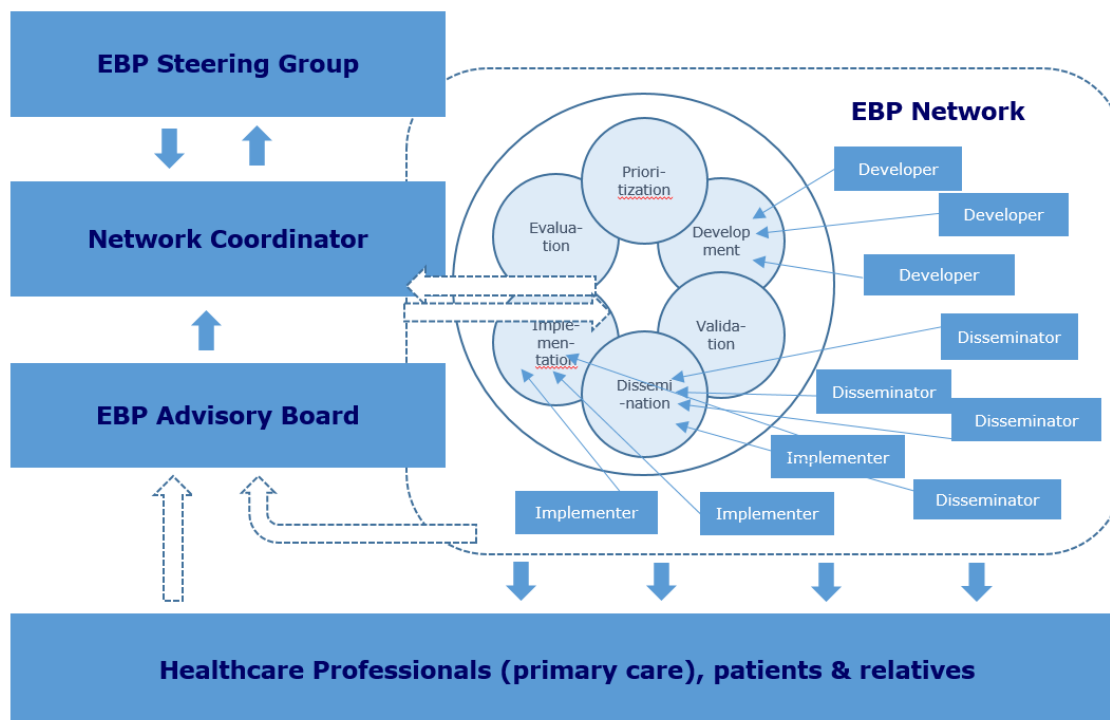 EBP Steering Group
EBP Network
Priori-
tization
Developer
Developer
Evalua-
tion
Develop
ment
Network Coordinator
Developer
Imple-
men-
tation
Valida-
tion
Disseminator
Dissemi
-nation
Disseminator
Disseminator
EBP Advisory Board
Implementer
Disseminator
Implementer
Implementer
Healthcare Professionals (primary care), patients & relatives